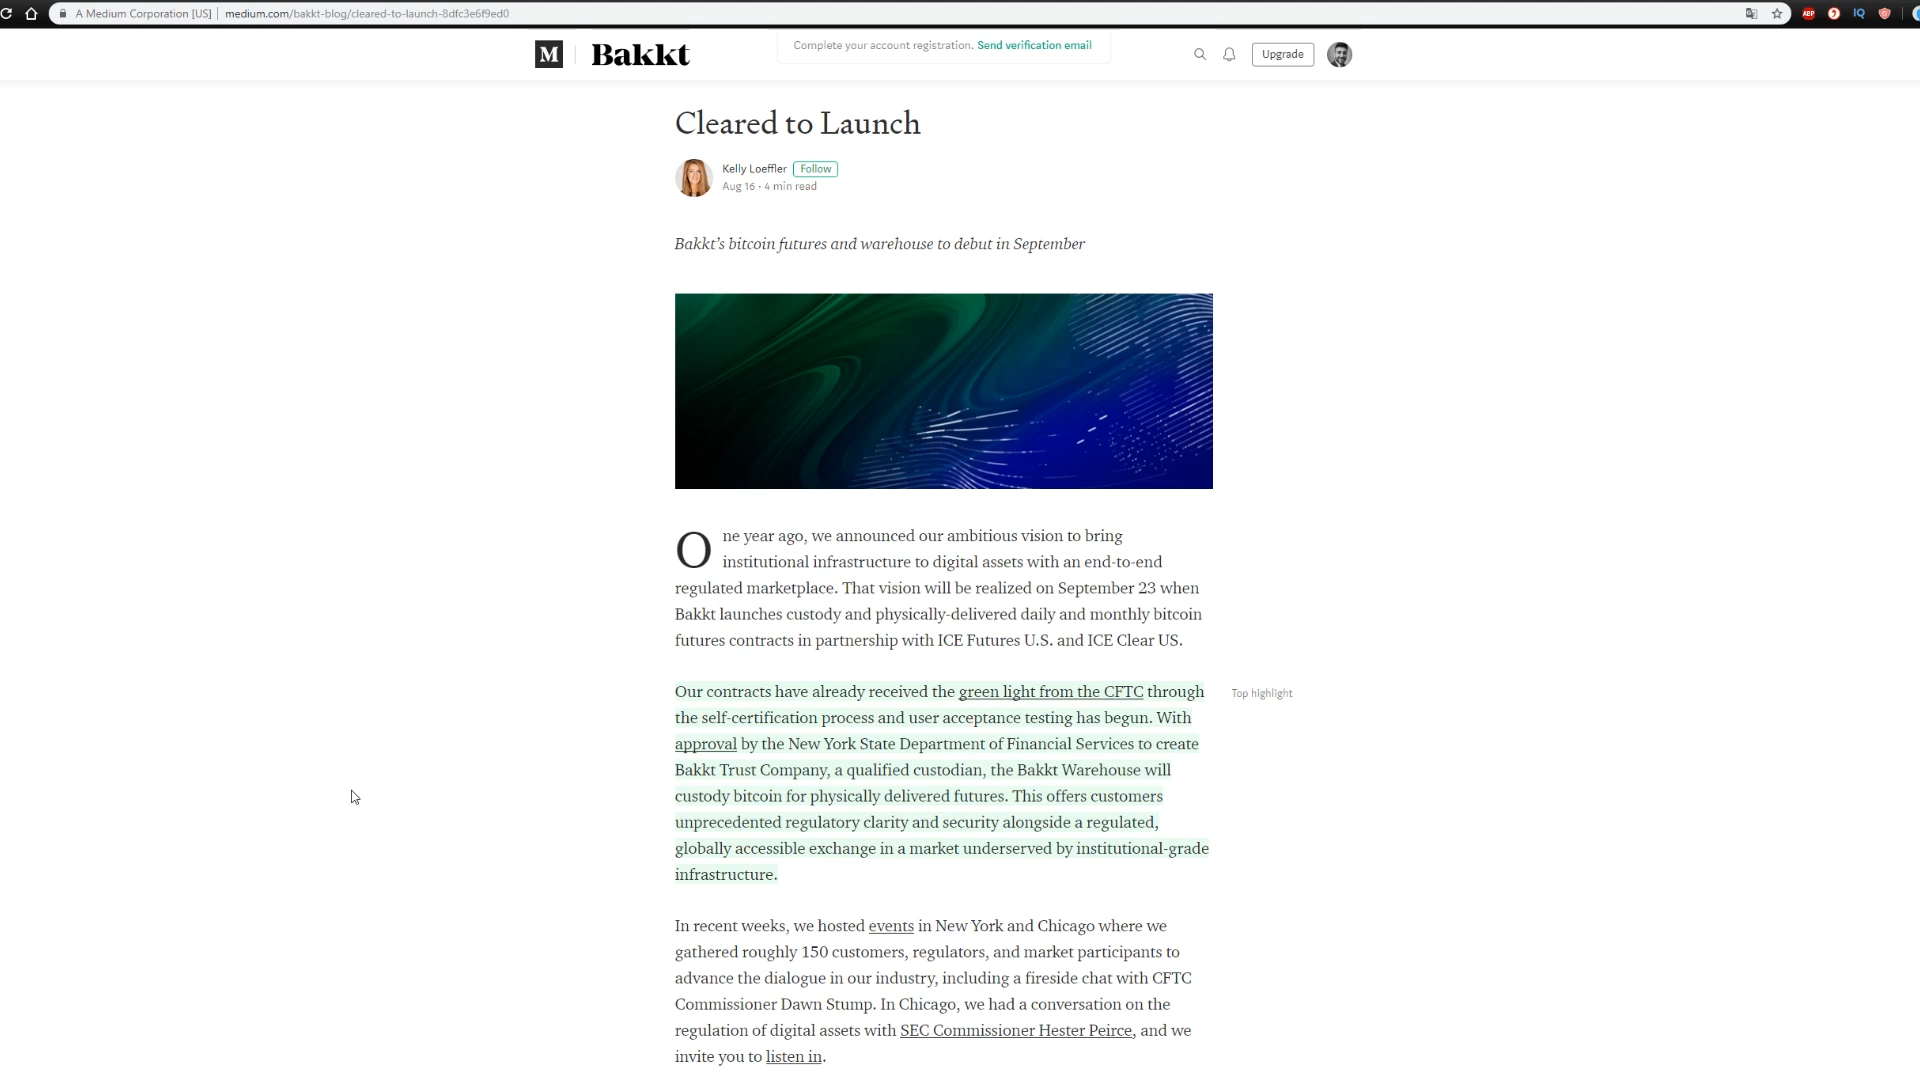 A Medium Corporation [US] | medium.com/bakkt-blog/cleared-to-launch-8dfc3e6f9ed0
ABP
IQ
M
Bakkt
Complete your account registration. Send verification email
Upgrade
Cleared to Launch
Kelly Loeffler Follow
Aug 16 · 4 min read
Bakkt’s bitcoin futures and warehouse to debut in September
One year ago, we announced our ambitious vision to bring
institutional infrastructure to digital assets with an end-to-end
regulated marketplace. That vision will be realized on September 23 when
Bakkt launches custody and physically-delivered daily and monthly bitcoin
futures contracts in partnership with ICE Futures U.S. and ICE Clear US.
Our contracts have already received the green light from the CFTC through
Top highlight
the self-certification process and user acceptance testing has begun. With
approval by the New York State Department of Financial Services to create
Bakkt Trust Company, a qualified custodian, the Bakkt Warehouse will
custody bitcoin for physically delivered futures. This offers customers
unprecedented regulatory clarity and security alongside a regulated,
globally accessible exchange in a market underserved by institutional-grade
infrastructure.
In recent weeks, we hosted events in New York and Chicago where we
gathered roughly 150 customers, regulators, and market participants to
advance the dialogue in our industry, including a fireside chat with CFTC
Commissioner Dawn Stump. In Chicago, we had a conversation on the
regulation of digital assets with SEC Commissioner Hester Peirce, and we
invite you to listen in.